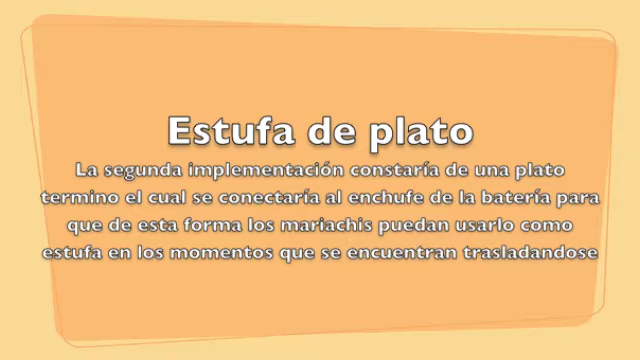 Estufa de plato
La segunda implementación constaría de una plato
termino el cual se conectaría al enchufe de la batería para
que de esta forma los mariachis puedan usarlo como
estufa en los momentos que se encuentran trasladandose